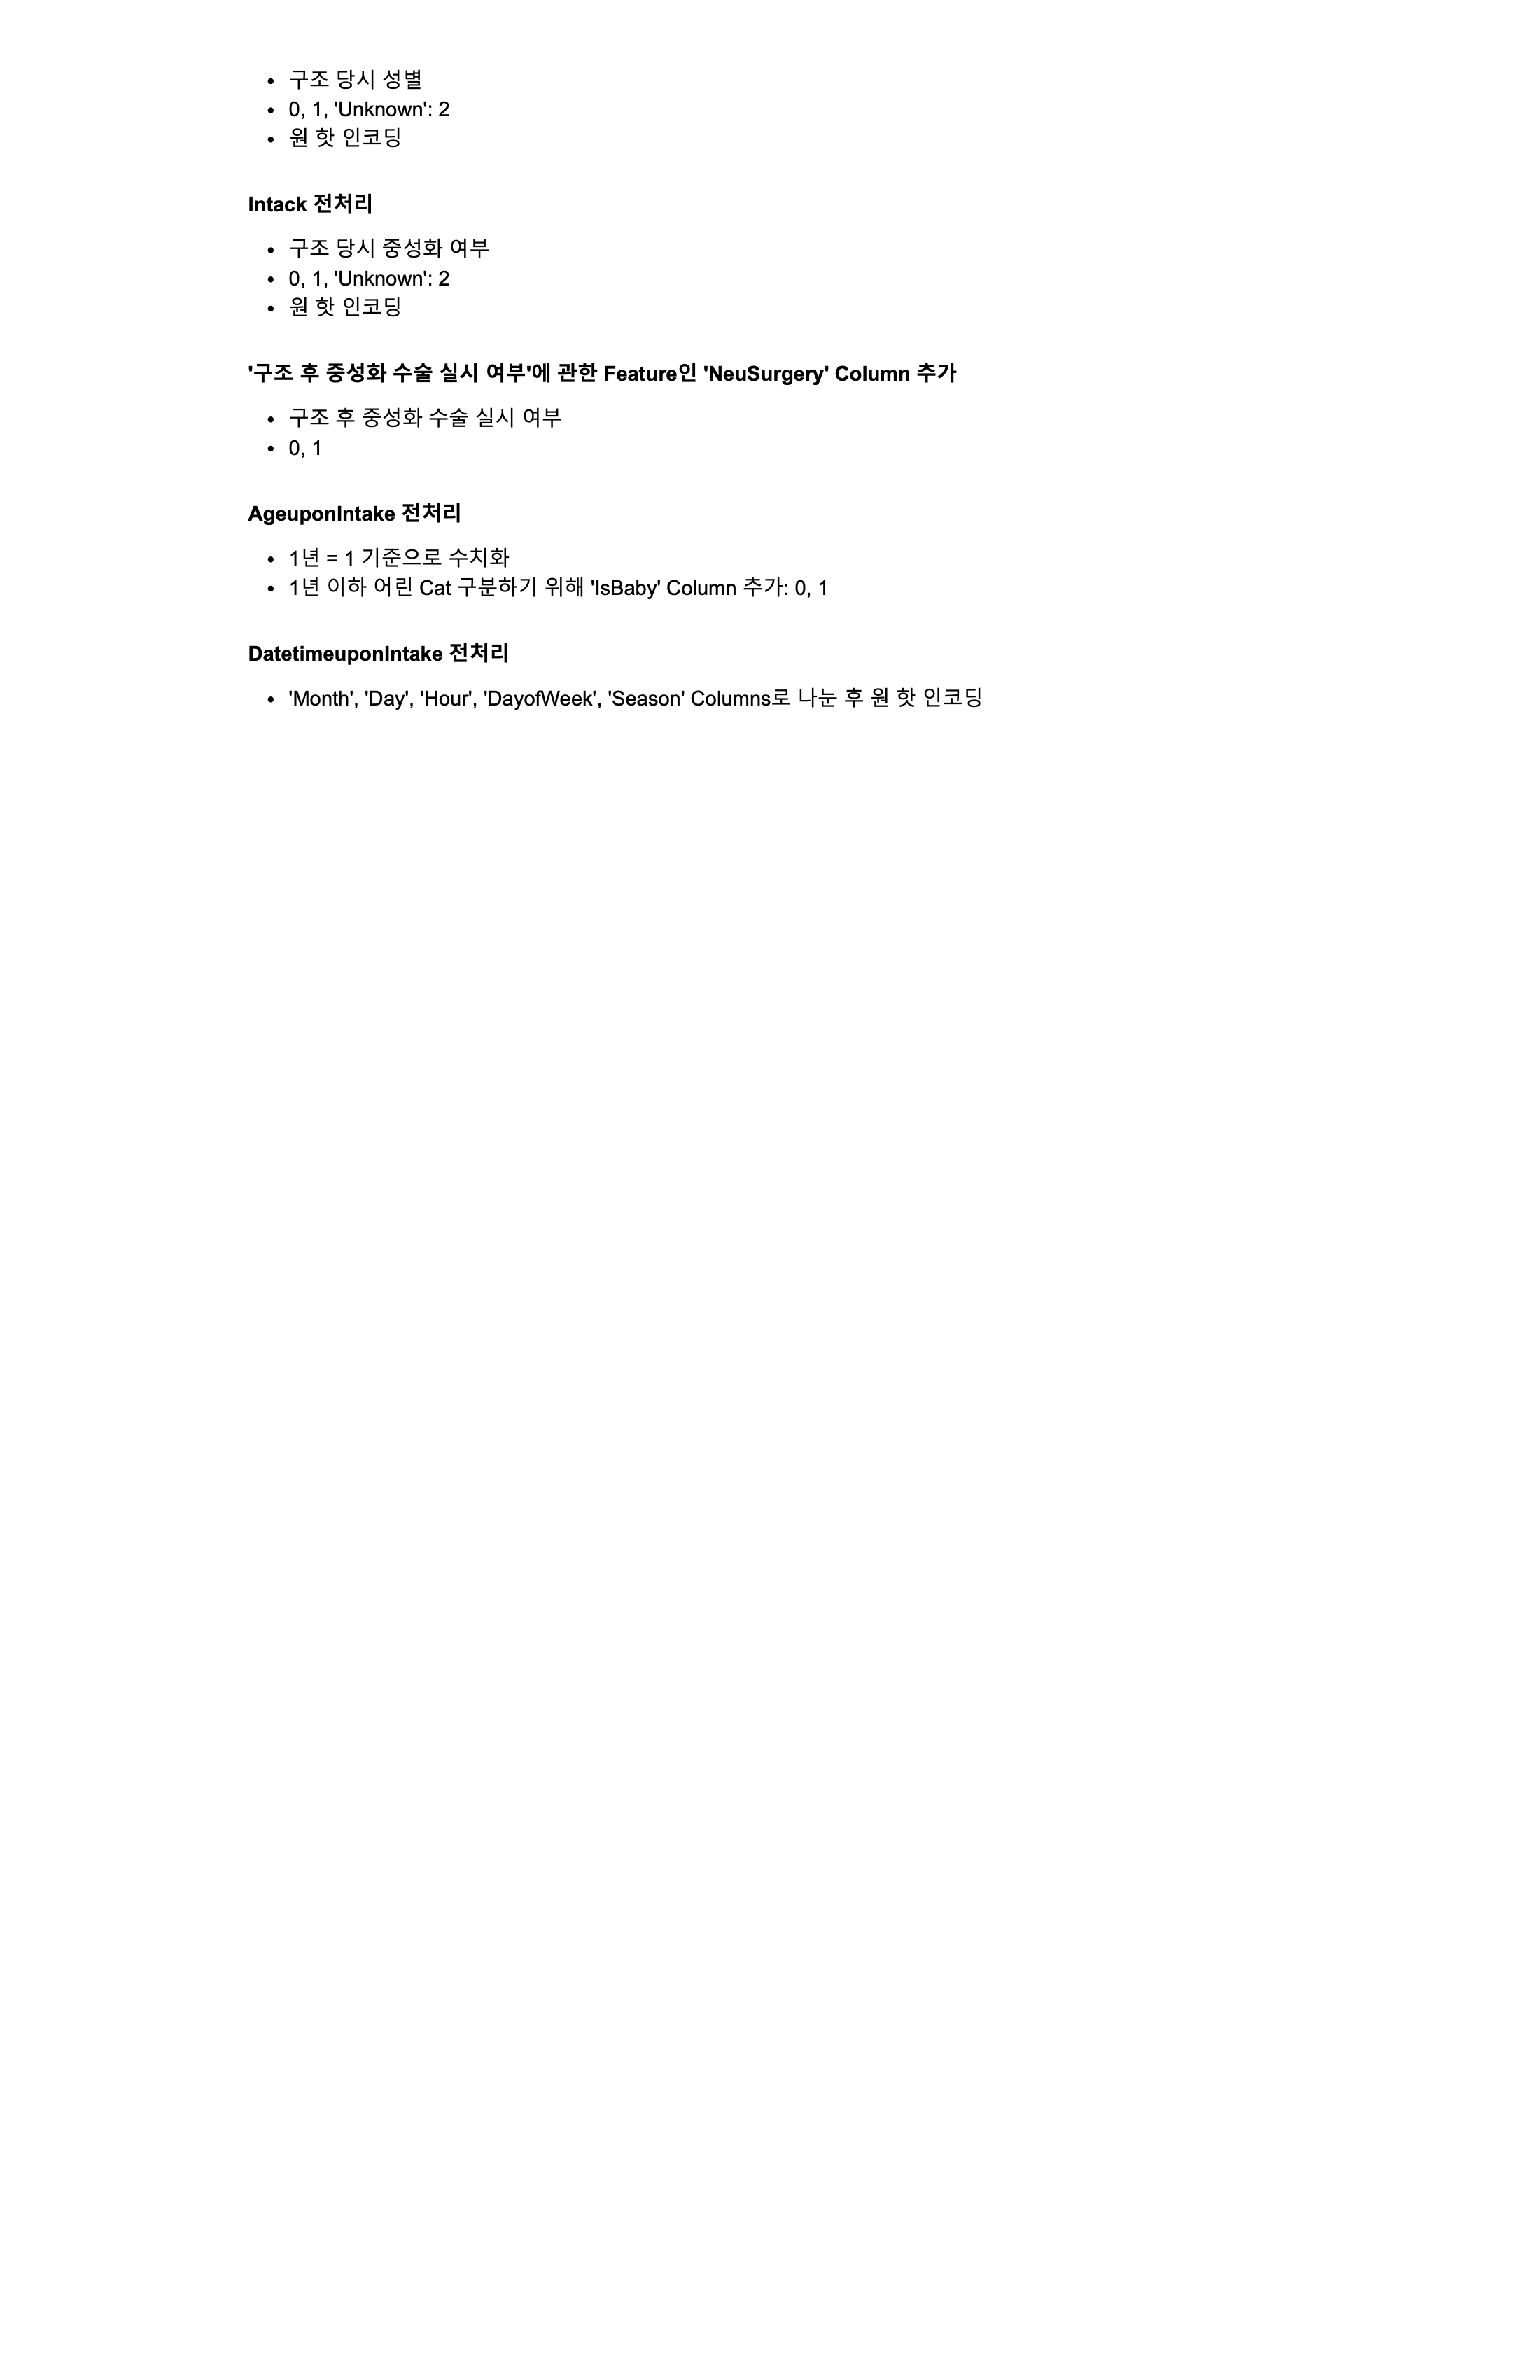 • 구조 당시 성별
• 0, 1, 'Unknown': 2
• 원 핫 인코딩
Intack 전처리
• 구조 당시 중성화 여부
• 0, 1, 'Unknown': 2
• 원 핫 인코딩
'구조 후 중성화 수술 실시 여부'에 관한 Feature인 'NeuSurgery' Column 추가
• 구조 후 중성화 수술 실시 여부
• 0, 1
AgeuponIntake 전처리
• 1년 = 1 기준으로 수치화
• 1년 이하 어린 Cat 구분하기 위해 'IsBaby' Column 추가: 0, 1
DatetimeuponIntake 전처리
• 'Month', 'Day', 'Hour', 'DayofWeek', 'Season' Columns로 나눈 후 원 핫 인코딩